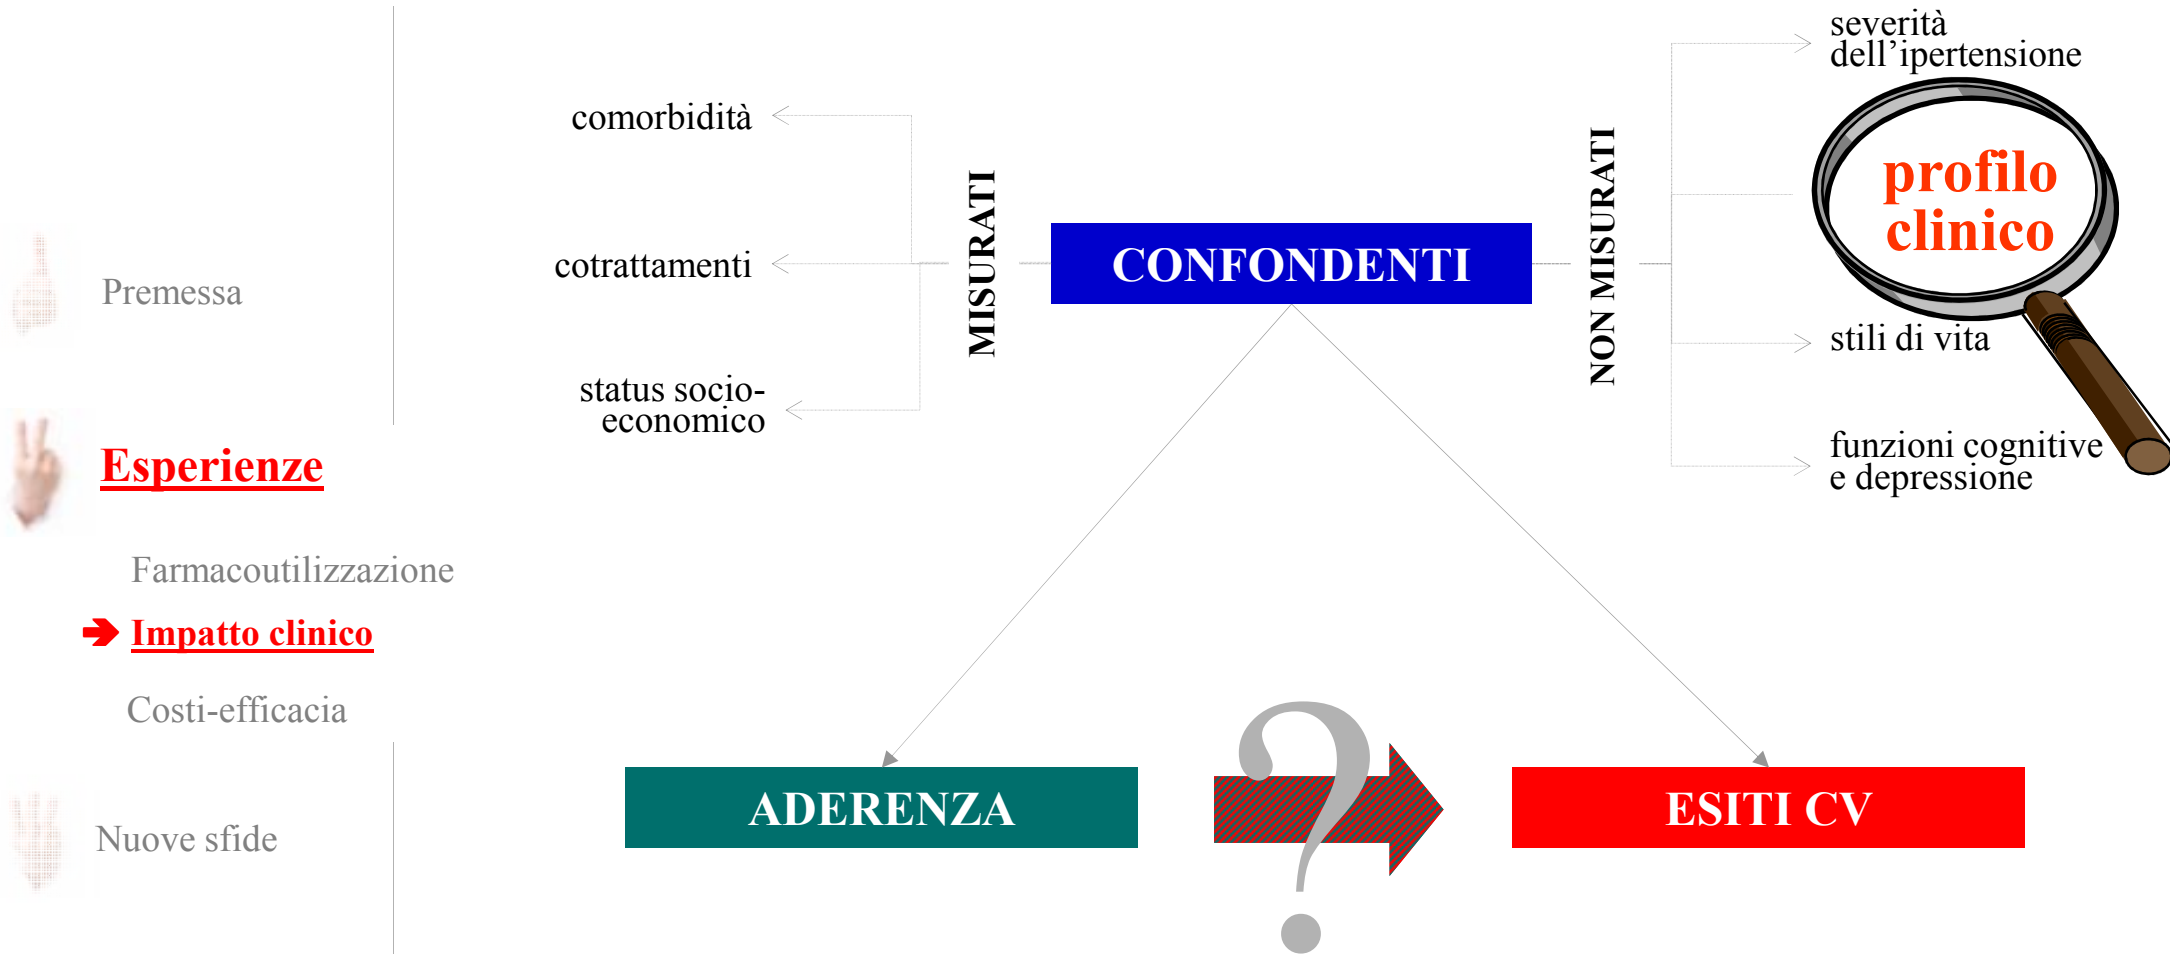 Premessa
Esperienze
Farmacoutilizzazione
Impatto clinico
Costi-efficacia
Nuove sfide
comorbidità
cotrattamenti
status socio-
economico
MISURATI
CONFONDENTI
NON MISURATI
severità
dell’ipertensione
profilo
clinico
stili di vita
funzioni cognitive
e depressione
ADERENZA
?
ESITI CV